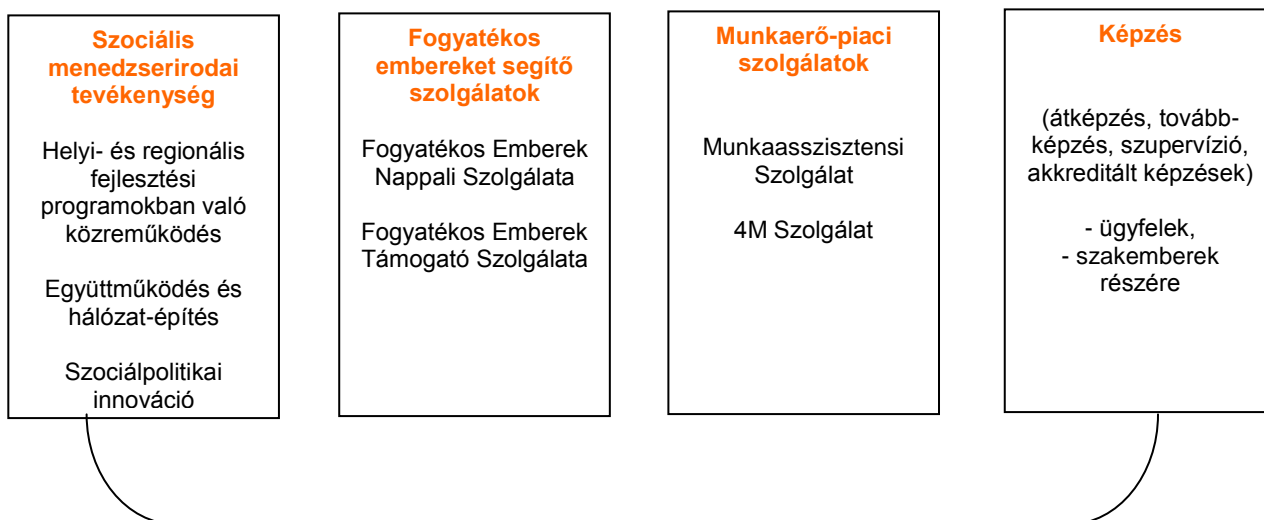 Szociális
menedzserirodai
tevékenység
Helyi- és regionális
fejlesztési
programokban való
közreműködés
Együttműködés és
hálózat-építés
Szociálpolitikai
innováció
Fogyatékos
embereket segítő
szolgálatok
Fogyatékos Emberek
Nappali Szolgálata
Fogyatékos Emberek
Támogató Szolgálata
Munkaerő-piaci
szolgálatok
Munkaasszisztensi
Szolgálat
4M Szolgálat
Képzés
(átképzés, tovább-
képzés, szupervízió,
akkreditált képzések)
- ügyfelek,
- szakemberek
részére